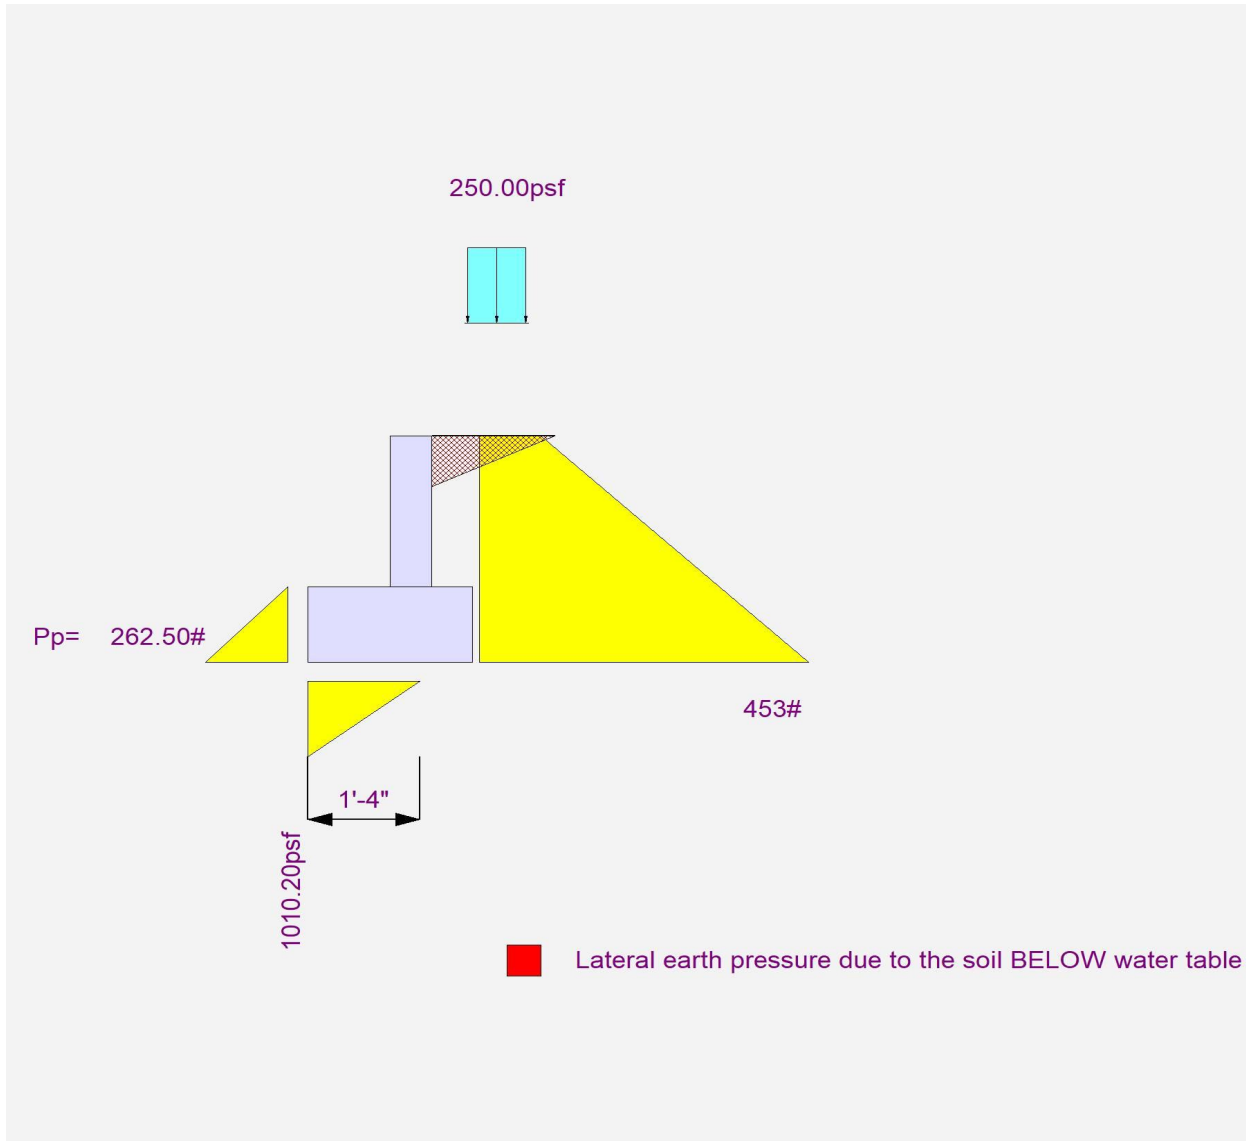 250.00psf
Pp= 262.50#
453#
1'-4"
1010.20psf
Lateral earth pressure due to the soil BELOW water table